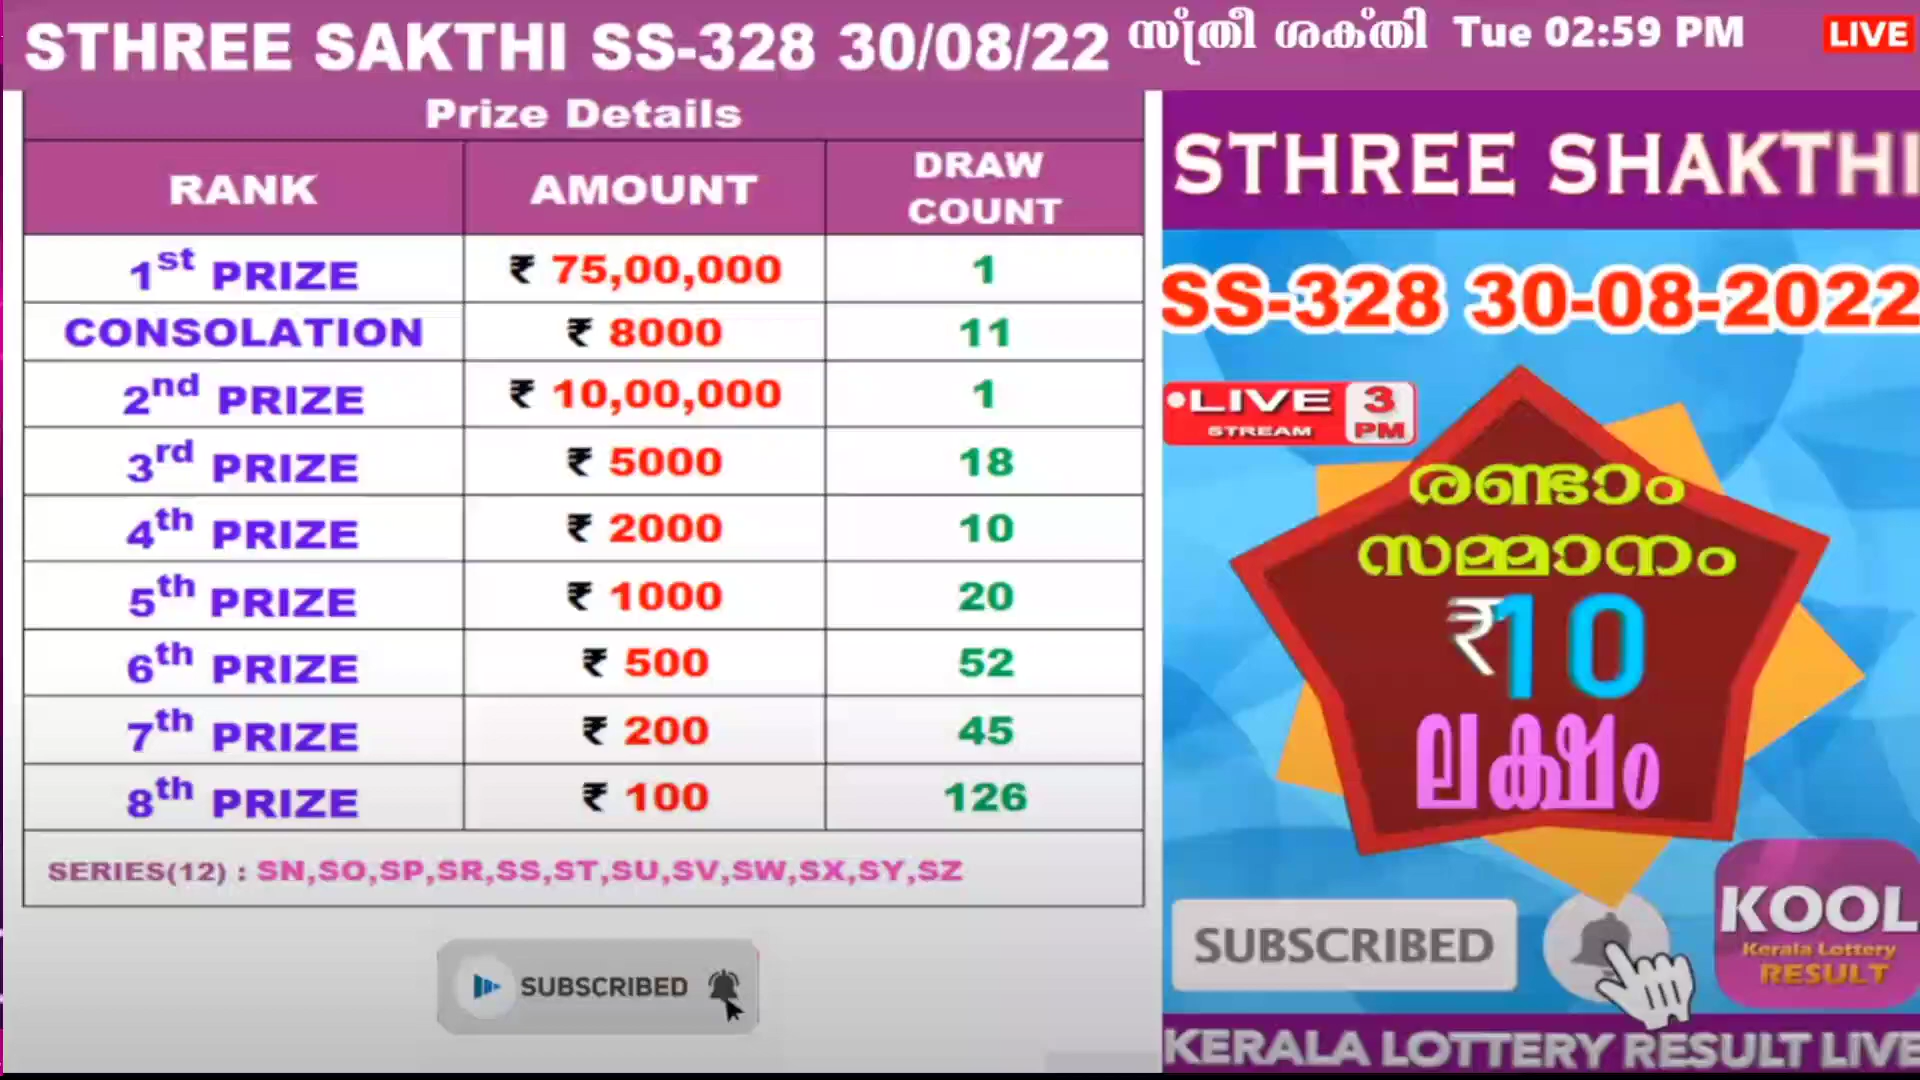 STHREE SAKTHI SS-328 30/08/22 സ്ത്രീ ശക്തി Tue 02:59 PM LIVE
Prize Details
RANK AMOUNT DRAW COUNT
1st PRIZE ₹ 75,00,000 1
CONSOLATION ₹ 8000 11
2nd PRIZE ₹ 10,00,000 1
3rd PRIZE ₹ 5000 18
4th PRIZE ₹ 2000 10
5th PRIZE ₹ 1000 20
6th PRIZE ₹ 500 52
7th PRIZE ₹ 200 45
8th PRIZE ₹ 100 126
SERIES(12) : SN,SO,SP,SR,SS,ST,SU,SV,SW,SX,SY,SZ
SUBSCRIBED
STHREE SHAKTHI
SS-328 30-08-2022
LIVE 3
STREAM PM
രണ്ടാം
സമ്മാനം
₹10
ലക്ഷം
SUBSCRIBED
KOOL
Kerala Lottery
RESULT
KERALA LOTTERY RESULT LIVE